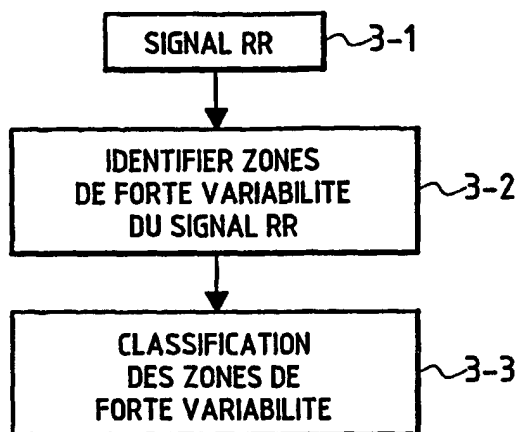 SIGNAL RR
3-1
IDENTIFIER ZONES
DE FORTE VARIABILITE
DU SIGNAL RR
3-2
CLASSIFICATION
DES ZONES DE
FORTE VARIABILITE
3-3